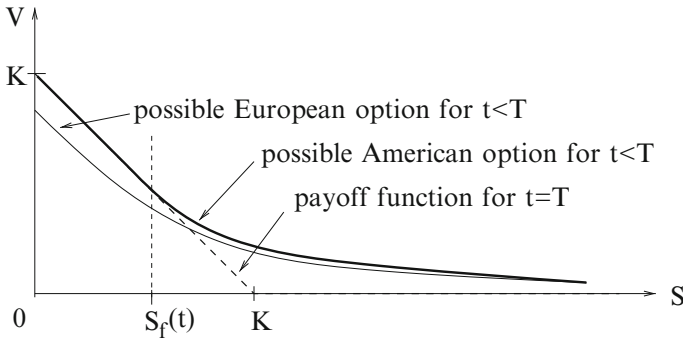 V
K
possible European option for t<T
possible American option for t<T
payoff function for t=T
S
0
S_f(t)
K